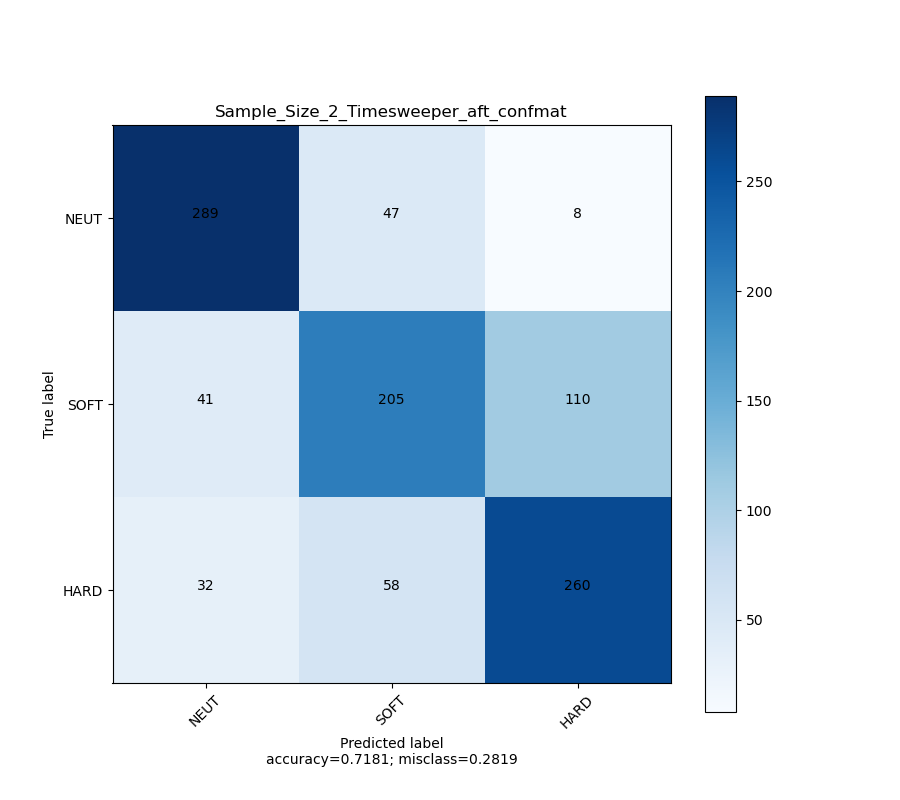 Sample_Size_2_Timesweeper_aft_confmat
NEUT
289
47
8
SOFT
41
205
110
HARD
32
58
260
True label
NEUT
SOFT
HARD
Predicted label
accuracy=0.7181; misclass=0.2819
250
200
150
100
50